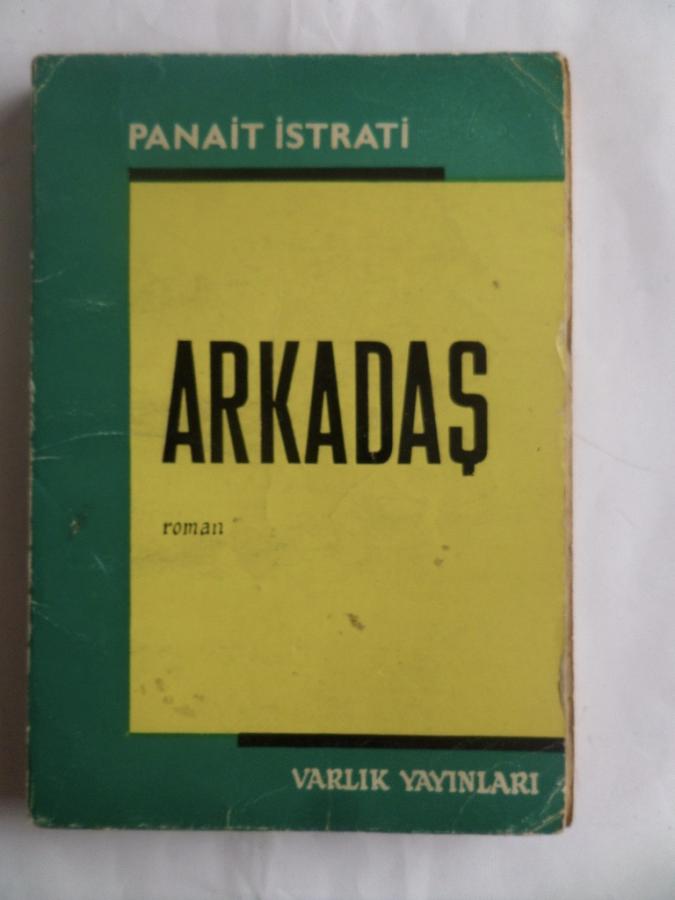 PANAİT İSTRATİ
ARKADAŞ
roman
VARLIK YAYINLARI